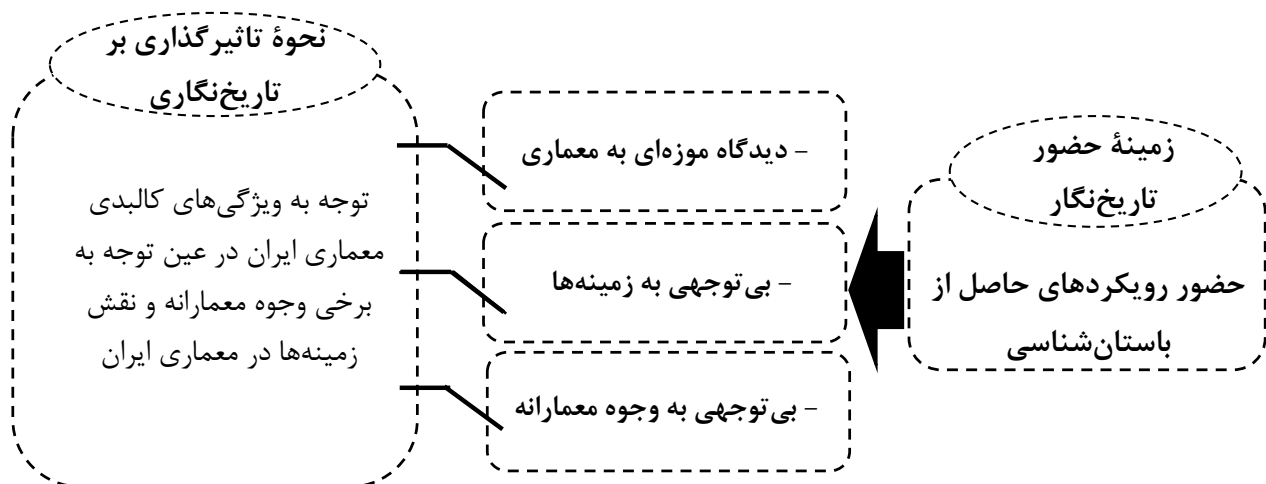 زمینۀ حضور
تاریخ‌نگار
حضور رویکردهای حاصل از
باستان‌شناسی
- دیدگاه موزه‌ای به معماری
- بی‌توجهی به زمینه‌ها
- بی‌توجهی به وجوه معمارانه
نحوۀ تاثیرگذاری بر
تاریخ‌نگاری
توجه به ویژگی‌های کالبدی
معماری ایران در عین توجه به
برخی وجوه معمارانه و نقش
زمینه‌ها در معماری ایران